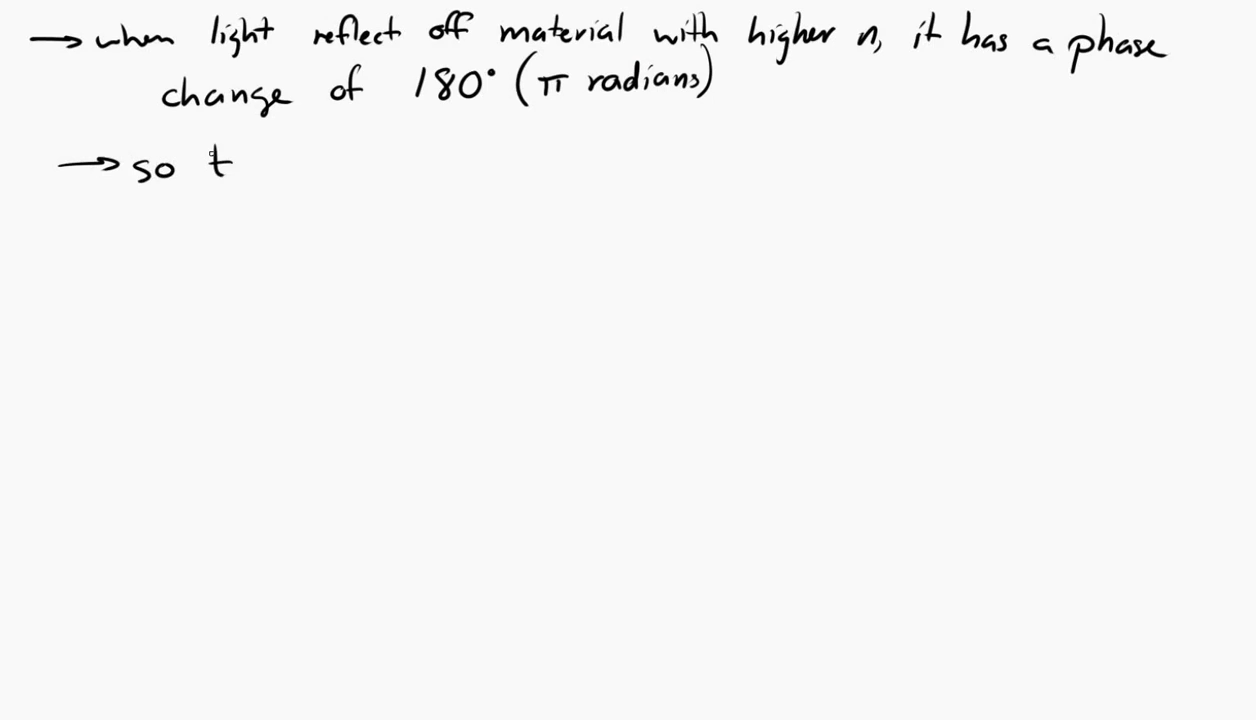 → when light reflect off material with higher n, it has a phase
change of 180° (π radians)
→ so t